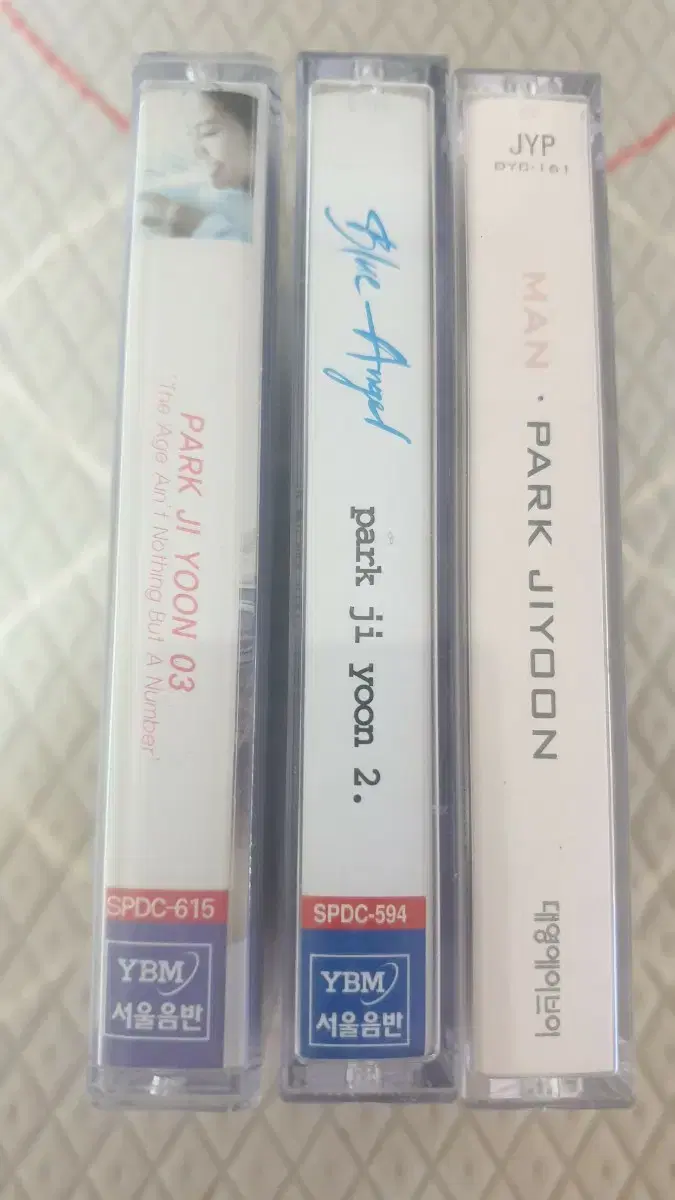 PARK JI YOON 03
'The Age Ain't Nothing But A Number'
SPDC-615
YBM
서울음반
Blue Angel
park ji yoon 2.
SPDC-594
YBM
서울음반
JYP
DYC-161
MAN · PARK JIYOON
대영에이브이